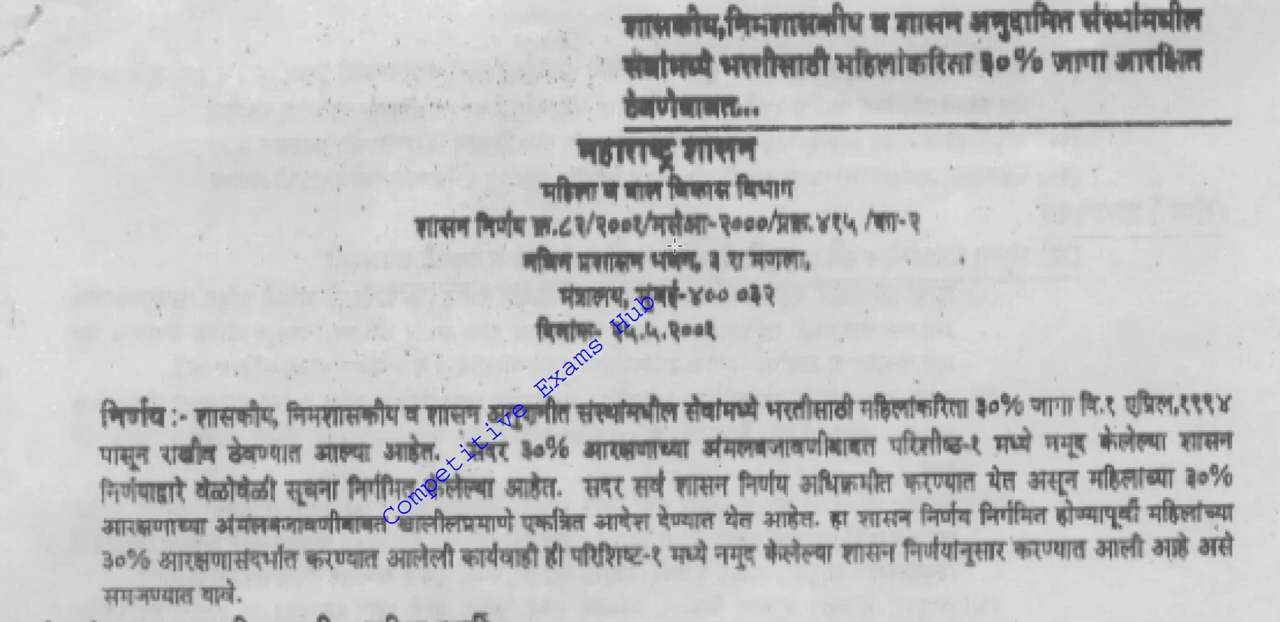 शासकीय,निमशासकीय व शासन अनुदामित संस्थांमधील
सेवांमध्ये भरतीसाठी महिलांकरिता ३०% जागा आरक्षित
ठेवणेबाबत...
महाराष्ट्र शासन
महिला व बाल विकास विभाग
शासन निर्णय क्र.८२/२००१/मसेआ-२०००/प्रक्र.४१५ /का-२
नविन प्रशासन भवन, ३ रा मजला,
मंत्रालय, मुंबई-४०० ०३२
दिनांक- २५.५.२००१
Competitive Exams Hub
निर्णय :- शासकीय, निमशासकीय व शासन अनुदानीत संस्थांमधील सेवांमध्ये भरतीसाठी महिलांकरिता ३०% जागा दि.१ एप्रिल,१९९४
पासून राखीव ठेवण्यात आल्या आहेत. सदर ३०% आरक्षणाच्या अंमलबजावणीबाबत परिशीष्ठ-१ मध्ये नमूद केलेल्या शासन
निर्णयाद्वारे वेळोवेळी सूचना निर्गमित केलेल्या आहेत. सदर सर्व शासन निर्णय अधिक्रमीत करण्यात येत असून महिलांच्या ३०%
आरक्षणाच्या अंमलबजावणीबाबत खालीलप्रमाणे एकत्रित आदेश देण्यात येत आहेत. हा शासन निर्णय निर्गमित होण्यापूर्वी महिलांच्या
३०% आरक्षणासंदर्भात करण्यात आलेली कार्यवाही ही परिशिष्ट-१ मध्ये नमूद केलेल्या शासन निर्णयांनुसार करण्यात आली आहे असे
समजण्यात यावे.